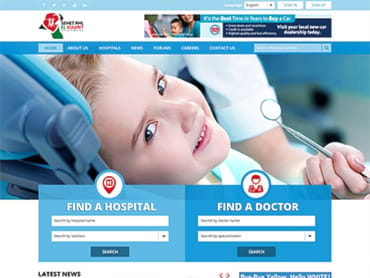 Language: English SIGN IN SIGN UP
SEHET AHL
EL KUWAIT
It's the Best Time in Years to Buy a Car
Visit your local new-car
dealership today.
HOME ABOUT US HOSPITALS NEWS FORUMS CAREERS CONTACT US
FIND A HOSPITAL
Search by hospital name
Search by location
SEARCH
FIND A DOCTOR
Search by doctor name
Search by specialization
SEARCH
LATEST NEWS
Bye-Bye Yellow, Hello WHITE!